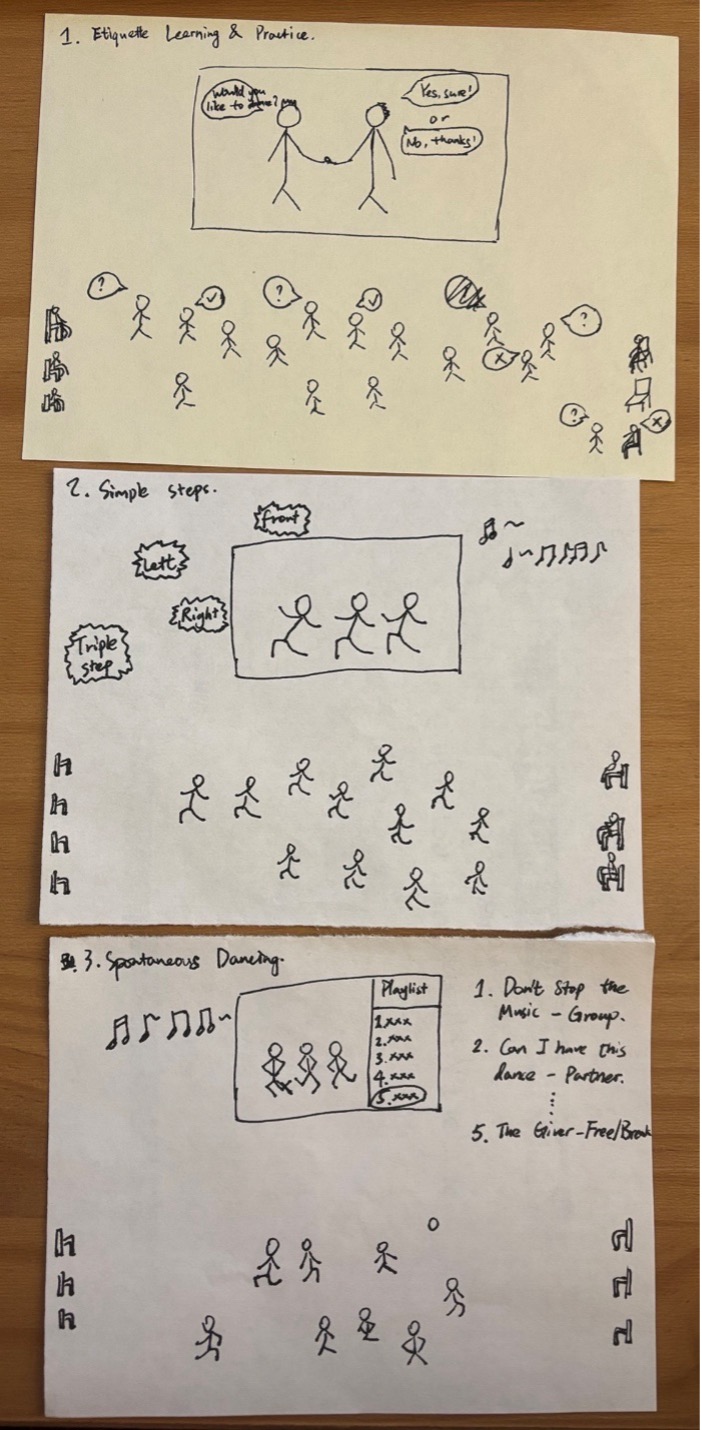 1. Etiquette Learning & Practice.
Would you
like to dance?
Yes, sure!
or
No, thanks!
?
✓
?
✓
?
x
?
x
2. Simple steps.
front
Left
Right
Triple
step
3. Spontaneous Dancing.
Playlist
1.xxx
2.xxx
3.xxx
4.xxx
5.xxx
1. Don't Stop the
Music - Group.
2. Can I have this
dance - Partner.
5. The Giver-Free/Break